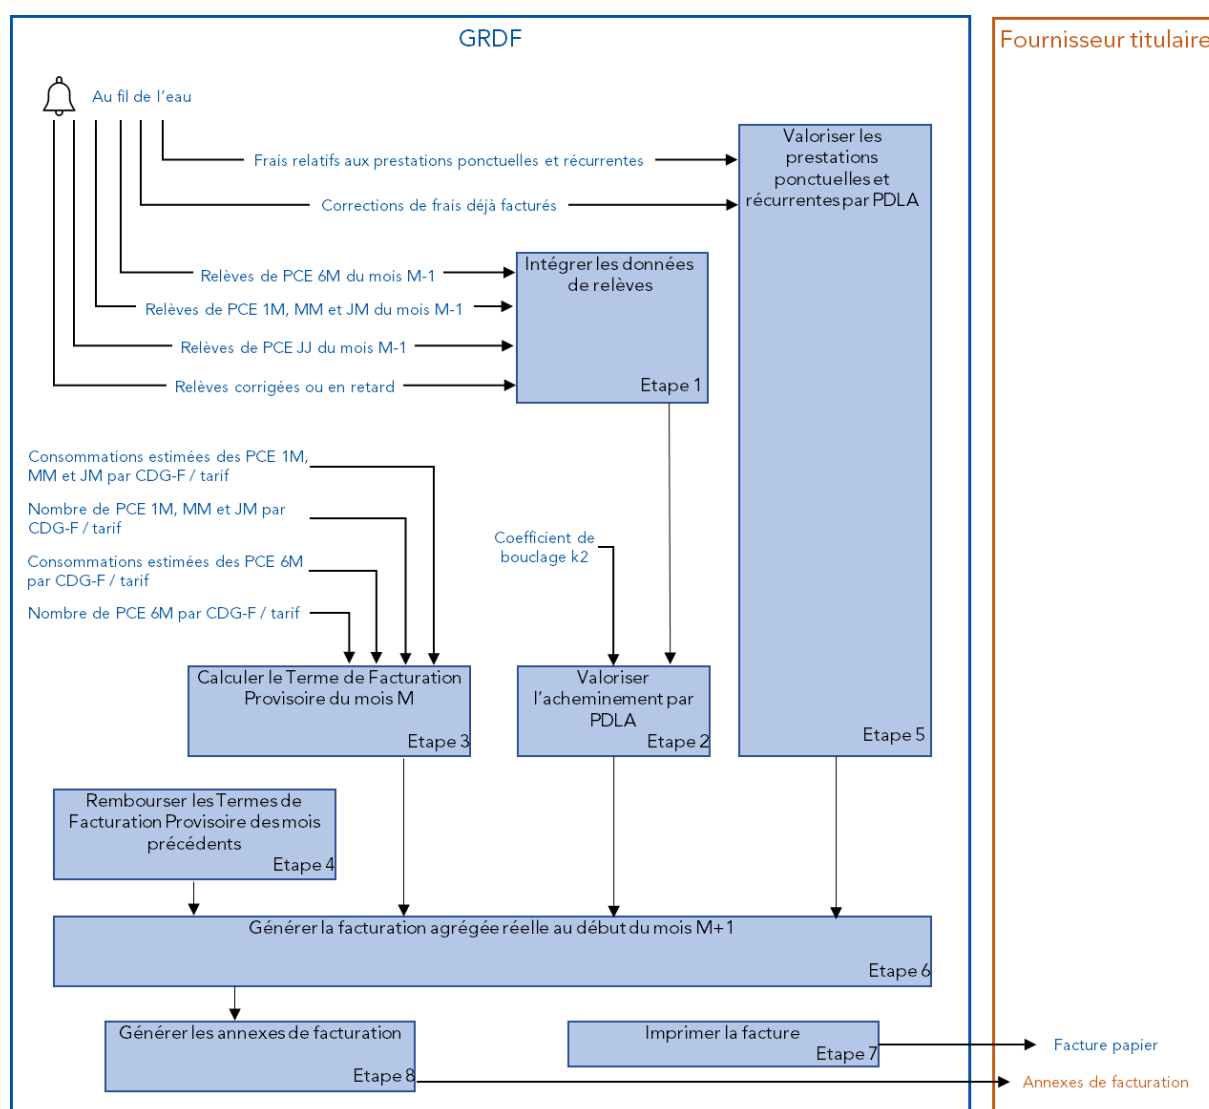 GRDF
Fournisseur titulaire
Au fil de l'eau
Valoriser les
prestations
ponctuelles et
récurrentes par PDLA
Etape 5
Frais relatifs aux prestations ponctuelles et récurrentes
Corrections de frais déjà facturés
Relèves de PCE 6M du mois M-1
Relèves de PCE 1M, MM et JM du mois M-1
Relèves de PCE JJ du mois M-1
Relèves corrigées ou en retard
Intégrer les données
de relèves
Etape 1
Consommations estimées des PCE 1M,
MM et JM par CDG-F / tarif
Nombre de PCE 1M, MM et JM par
CDG-F / tarif
Consommations estimées des PCE 6M
par CDG-F / tarif
Nombre de PCE 6M par CDG-F / tarif
Coefficient de
bouclage k2
Calculer le Terme de Facturation
Provisoire du mois M
Etape 3
Valoriser
l'acheminement par
PDLA
Etape 2
Rembourser les Termes de
Facturation Provisoire des mois
précédents
Etape 4
Générer la facturation agrégée réelle au début du mois M+1
Etape 6
Générer les annexes de facturation
Etape 8
Imprimer la facture
Etape 7
Facture papier
Annexes de facturation